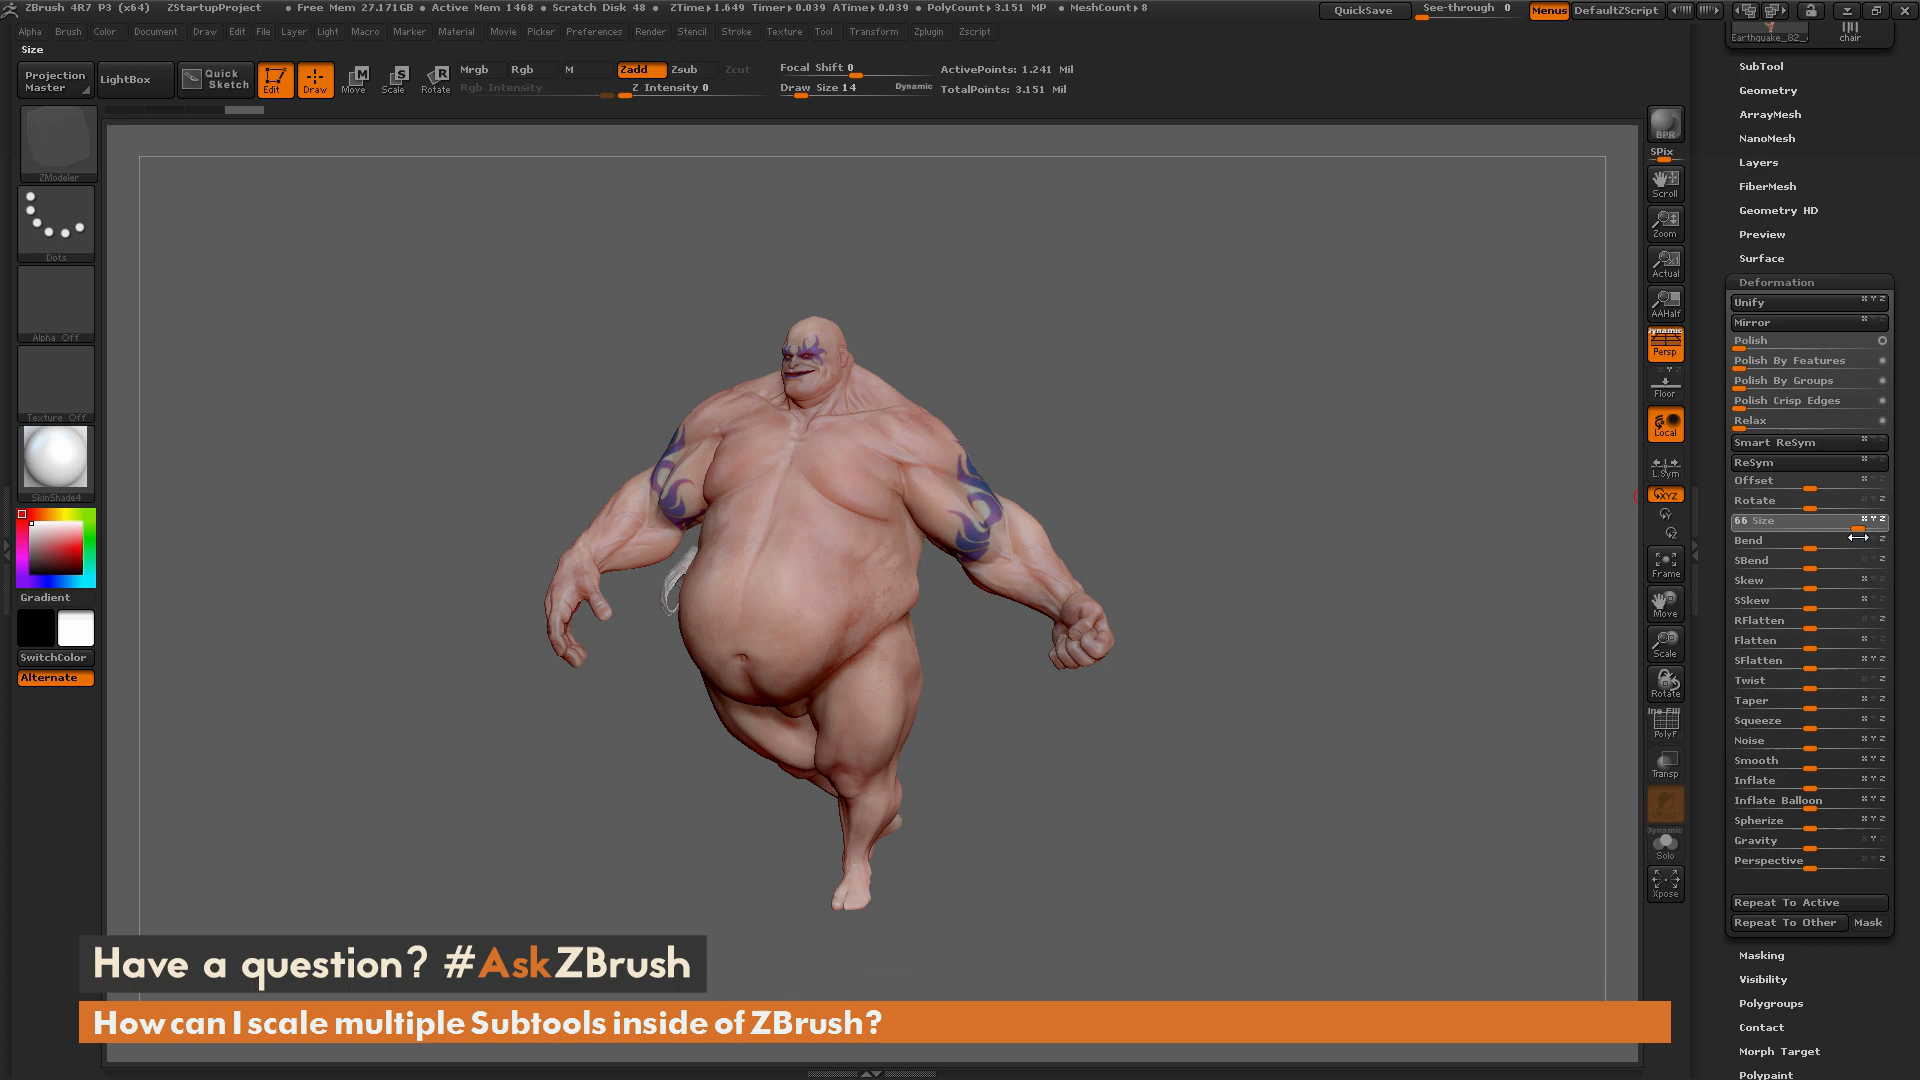 ZBrush 4R7 P3 (x64) ZStartupProject • Free Mem 27.171GB • Active Mem 1468 • Scratch Disk 48 • ZTime▸1.649 Timer▸0.039 ATime▸0.039 • PolyCount▸3.151 MP • MeshCount▸8
QuickSave See-through 0 Menus DefaultZScript
Alpha Brush Color Document Draw Edit File Layer Light Macro Marker Material Movie Picker Preferences Render Stencil Stroke Texture Tool Transform Zplugin Zscript
Size
Projection Master
LightBox
Quick Sketch
Edit
Draw
Move
Scale
Rotate
Mrgb Rgb M
Rgb Intensity
Zadd Zsub Zcut
Z Intensity 0
Focal Shift 0
Draw Size 14 Dynamic
ActivePoints: 1.241 Mil
TotalPoints: 3.151 Mil
ZModeler
Dots
Alpha Off
Texture Off
SkinShade4
Gradient
SwitchColor
Alternate
BPR
SPix
Scroll
Zoom
Actual
AAHalf
Dynamic
Persp
Floor
Local
L.Sym
XYZ
Frame
Move
Scale
Rotate
Line Fill
PolyF
Transp
Dynamic
Solo
Xpose
Earthquake_82_
chair
SubTool
Geometry
ArrayMesh
NanoMesh
Layers
FiberMesh
Geometry HD
Preview
Surface
Deformation
Unify
Mirror
Polish
Polish By Features
Polish By Groups
Polish Crisp Edges
Relax
Smart ReSym
ReSym
Offset
Rotate
66 Size
Bend
SBend
Skew
SSkew
RFlatten
Flatten
SFlatten
Twist
Taper
Squeeze
Noise
Smooth
Inflate
Inflate Balloon
Spherize
Gravity
Perspective
Repeat To Active
Repeat To Other Mask
Masking
Visibility
Polygroups
Contact
Morph Target
Polypaint
Have a question? #AskZBrush
How can I scale multiple Subtools inside of ZBrush?